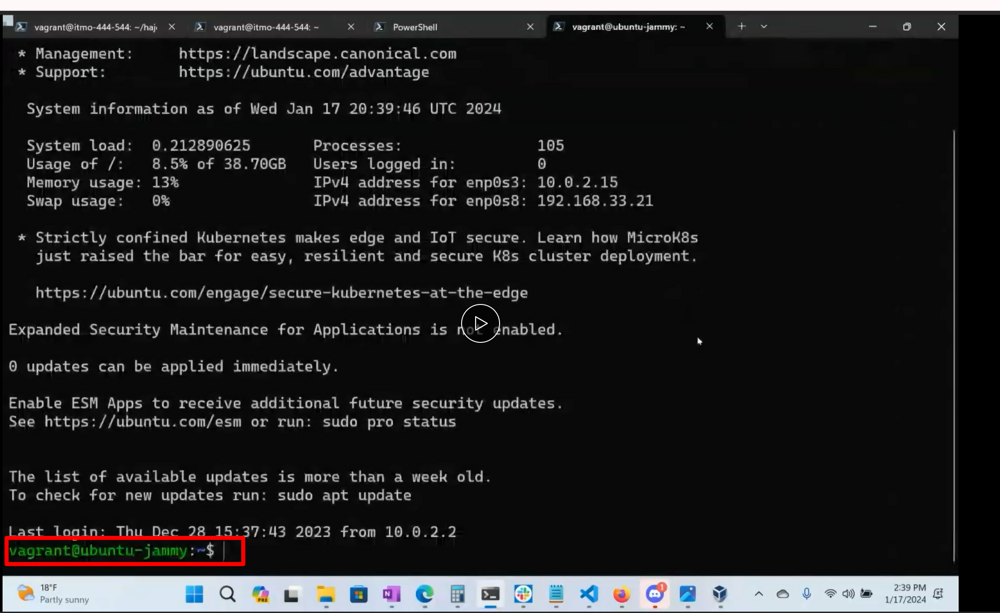 vagrant@itmo-444-544: ~/haj
vagrant@itmo-444-544: ~
PowerShell
vagrant@ubuntu-jammy: ~
* Management: https://landscape.canonical.com
* Support: https://ubuntu.com/advantage
System information as of Wed Jan 17 20:39:46 UTC 2024
System load: 0.212890625 Processes: 105
Usage of /: 8.5% of 38.70GB Users logged in: 0
Memory usage: 13% IPv4 address for enp0s3: 10.0.2.15
Swap usage: 0% IPv4 address for enp0s8: 192.168.33.21
* Strictly confined Kubernetes makes edge and IoT secure. Learn how MicroK8s
just raised the bar for easy, resilient and secure K8s cluster deployment.
https://ubuntu.com/engage/secure-kubernetes-at-the-edge
Expanded Security Maintenance for Applications is not enabled.
0 updates can be applied immediately.
Enable ESM Apps to receive additional future security updates.
See https://ubuntu.com/esm or run: sudo pro status
The list of available updates is more than a week old.
To check for new updates run: sudo apt update
Last login: Thu Dec 28 15:37:43 2023 from 10.0.2.2
vagrant@ubuntu-jammy:~$
18°F
Partly sunny
PRE
N
1
2:39 PM
1/17/2024